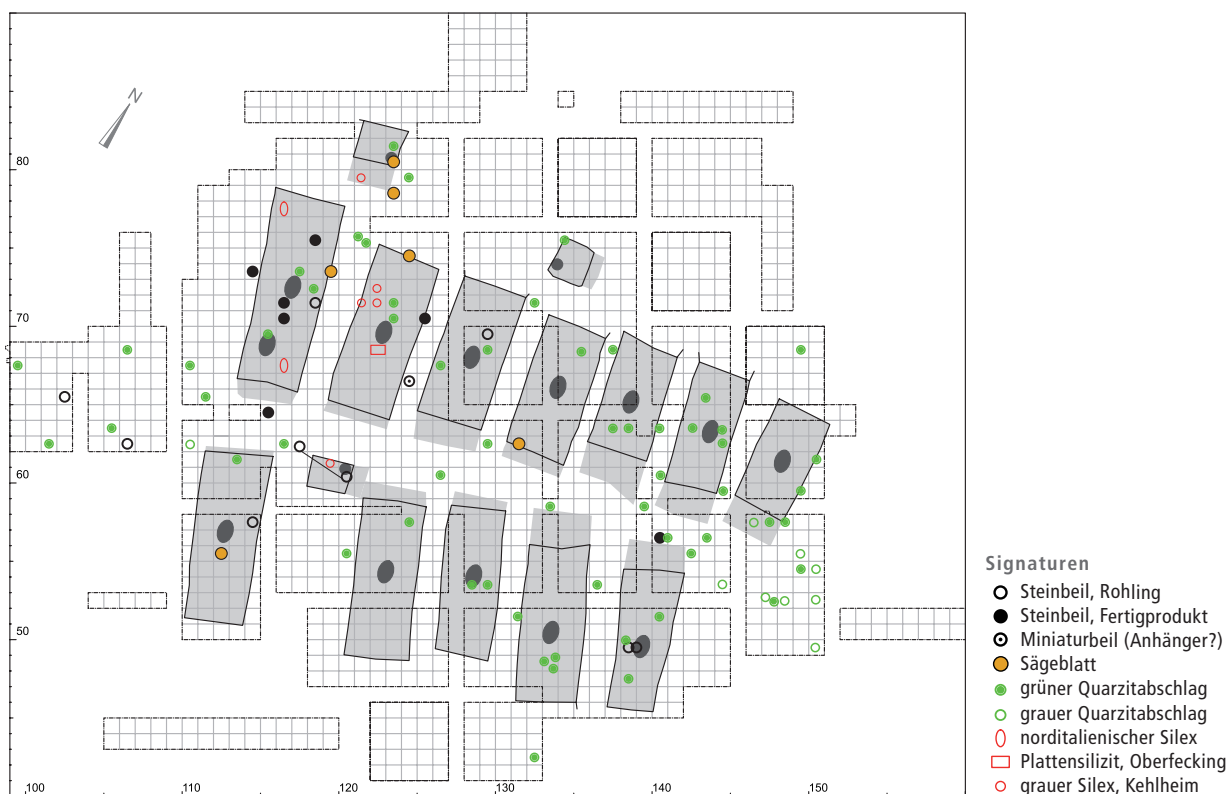 N
80
70
60
50
100
110
120
130
140
150
Signaturen
Steinbeil, Rohling
Steinbeil, Fertigprodukt
Miniaturbeil (Anhänger?)
Sägeblatt
grüner Quarzitabschlag
grauer Quarzitabschlag
norditalienischer Silex
Plattensilizit, Oberfecking
grauer Silex, Kehlheim